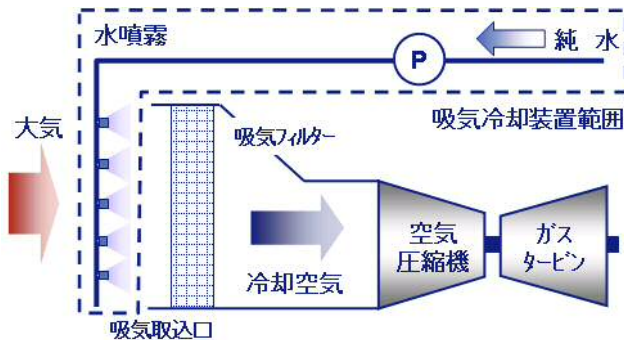 水噴霧
P
純 水
大気
吸気フィルター
吸気冷却装置範囲
冷却空気
空気
圧縮機
ガス
タービン
吸気取込口